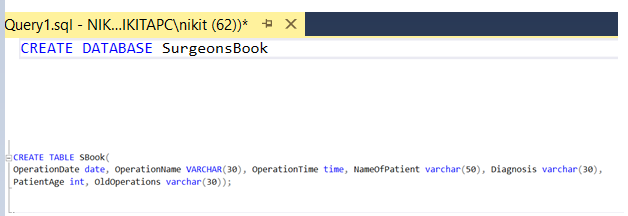 Query1.sql - NIK...IKITAPC\nikit (62))*
CREATE DATABASE SurgeonsBook
CREATE TABLE SBook(
OperationDate date, OperationName VARCHAR(30), OperationTime time, NameOfPatient varchar(50), Diagnosis varchar(30),
PatientAge int, OldOperations varchar(30));